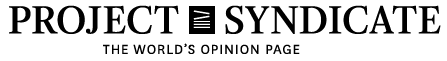 PROJECT SYNDICATE
THE WORLD'S OPINION PAGE